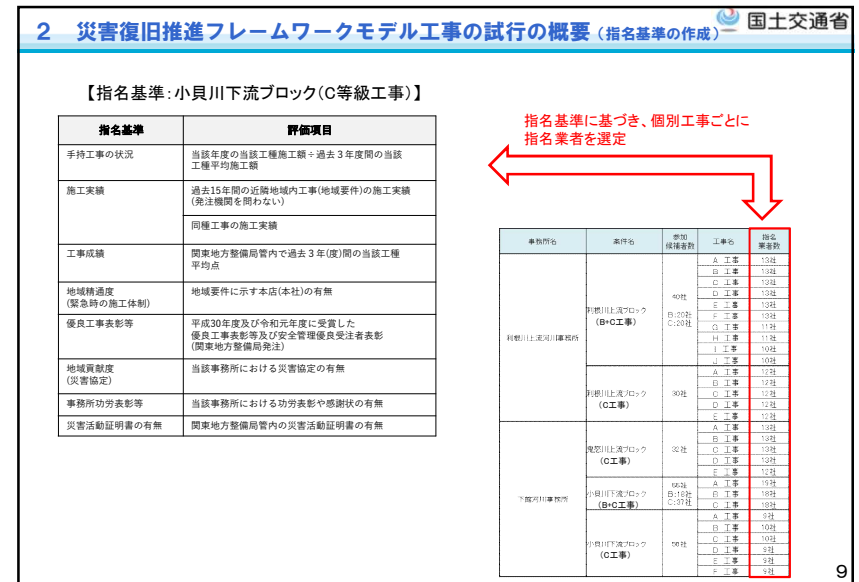 2 災害復旧推進フレームワークモデル工事の試行の概要(指名基準の作成)
国土交通省
【指名基準:小貝川下流ブロック(C等級工事)】
指名基準 評価項目
手持工事の状況 当該年度の当該工種施工額÷過去3年度間の当該
工種平均施工額
施工実績 過去15年間の近隣地域内工事(地域要件)の施工実績
(発注機関を問わない)
同種工事の施工実績
工事成績 関東地方整備局管内で過去3年(度)間の当該工種
平均点
地域精通度
(緊急時の施工体制)
地域要件に示す本店(本社)の有無
優良工事表彰等 平成30年度及び令和元年度に受賞した
優良工事表彰等及び安全管理優良受注者表彰
(関東地方整備局発注)
地域貢献度
(災害協定)
当該事務所における災害協定の有無
事務所功労表彰等 当該事務所における功労表彰や感謝状の有無
災害活動証明書の有無 関東地方整備局管内の災害活動証明書の有無
指名基準に基づき、個別工事ごとに
指名業者を選定
事務所名 案件名 参加候補者数 工事名 指名業者数
利根川上流河川事務所
利根川上流ブロック
(B+C工事)
40社
B:20社
C:20社
A 工事 13社
B 工事 13社
C 工事 13社
D 工事 13社
E 工事 13社
F 工事 13社
G 工事 11社
H 工事 11社
I 工事 10社
J 工事 10社
利根川上流ブロック
(C工事)
30社
A 工事 12社
B 工事 12社
C 工事 12社
D 工事 12社
E 工事 12社
下館河川事務所
鬼怒川上流ブロック
(C工事)
32社
A 工事 13社
B 工事 13社
C 工事 13社
D 工事 13社
E 工事 12社
小貝川下流ブロック
(B+C工事)
B:18社
C:37社
A 工事 19社
B 工事 18社
C 工事 18社
小貝川下流ブロック
(C工事)
A 工事 9社
B 工事 10社
C 工事 10社
D 工事 9社
E 工事 9社
F 工事 9社
9